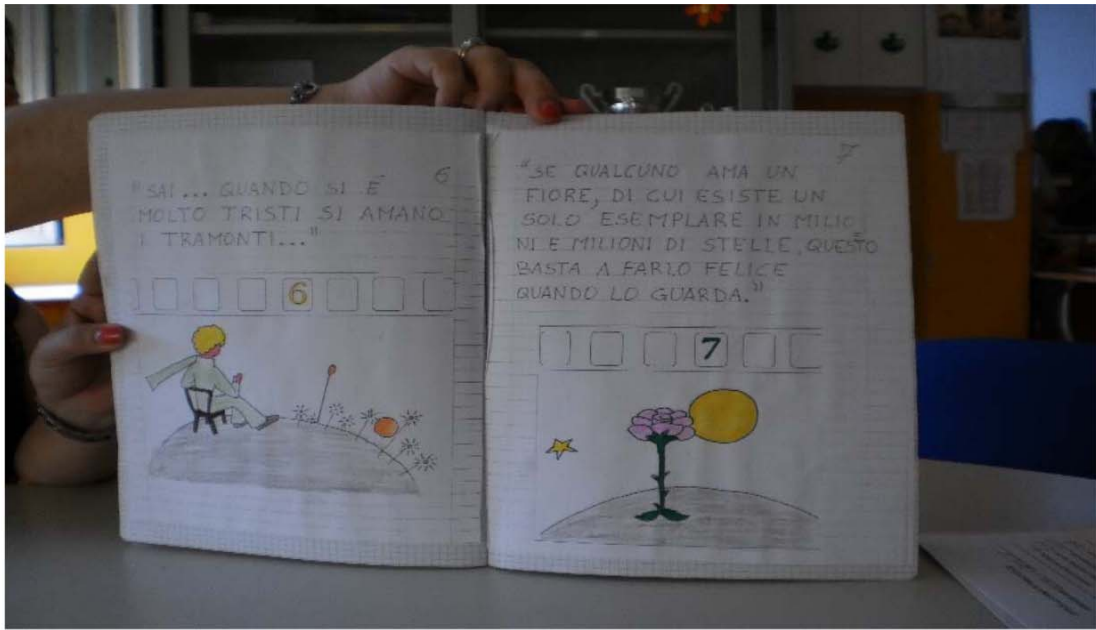 6
"SAI... QUANDO SI È
MOLTO TRISTI SI AMANO
I TRAMONTI..."
6
7
"SE QUALCUNO AMA UN
FIORE, DI CUI ESISTE UN
SOLO ESEMPLARE IN MILIO
NI E MILIONI DI STELLE, QUESTO
BASTA A FARLO FELICE
QUANDO LO GUARDA."
7